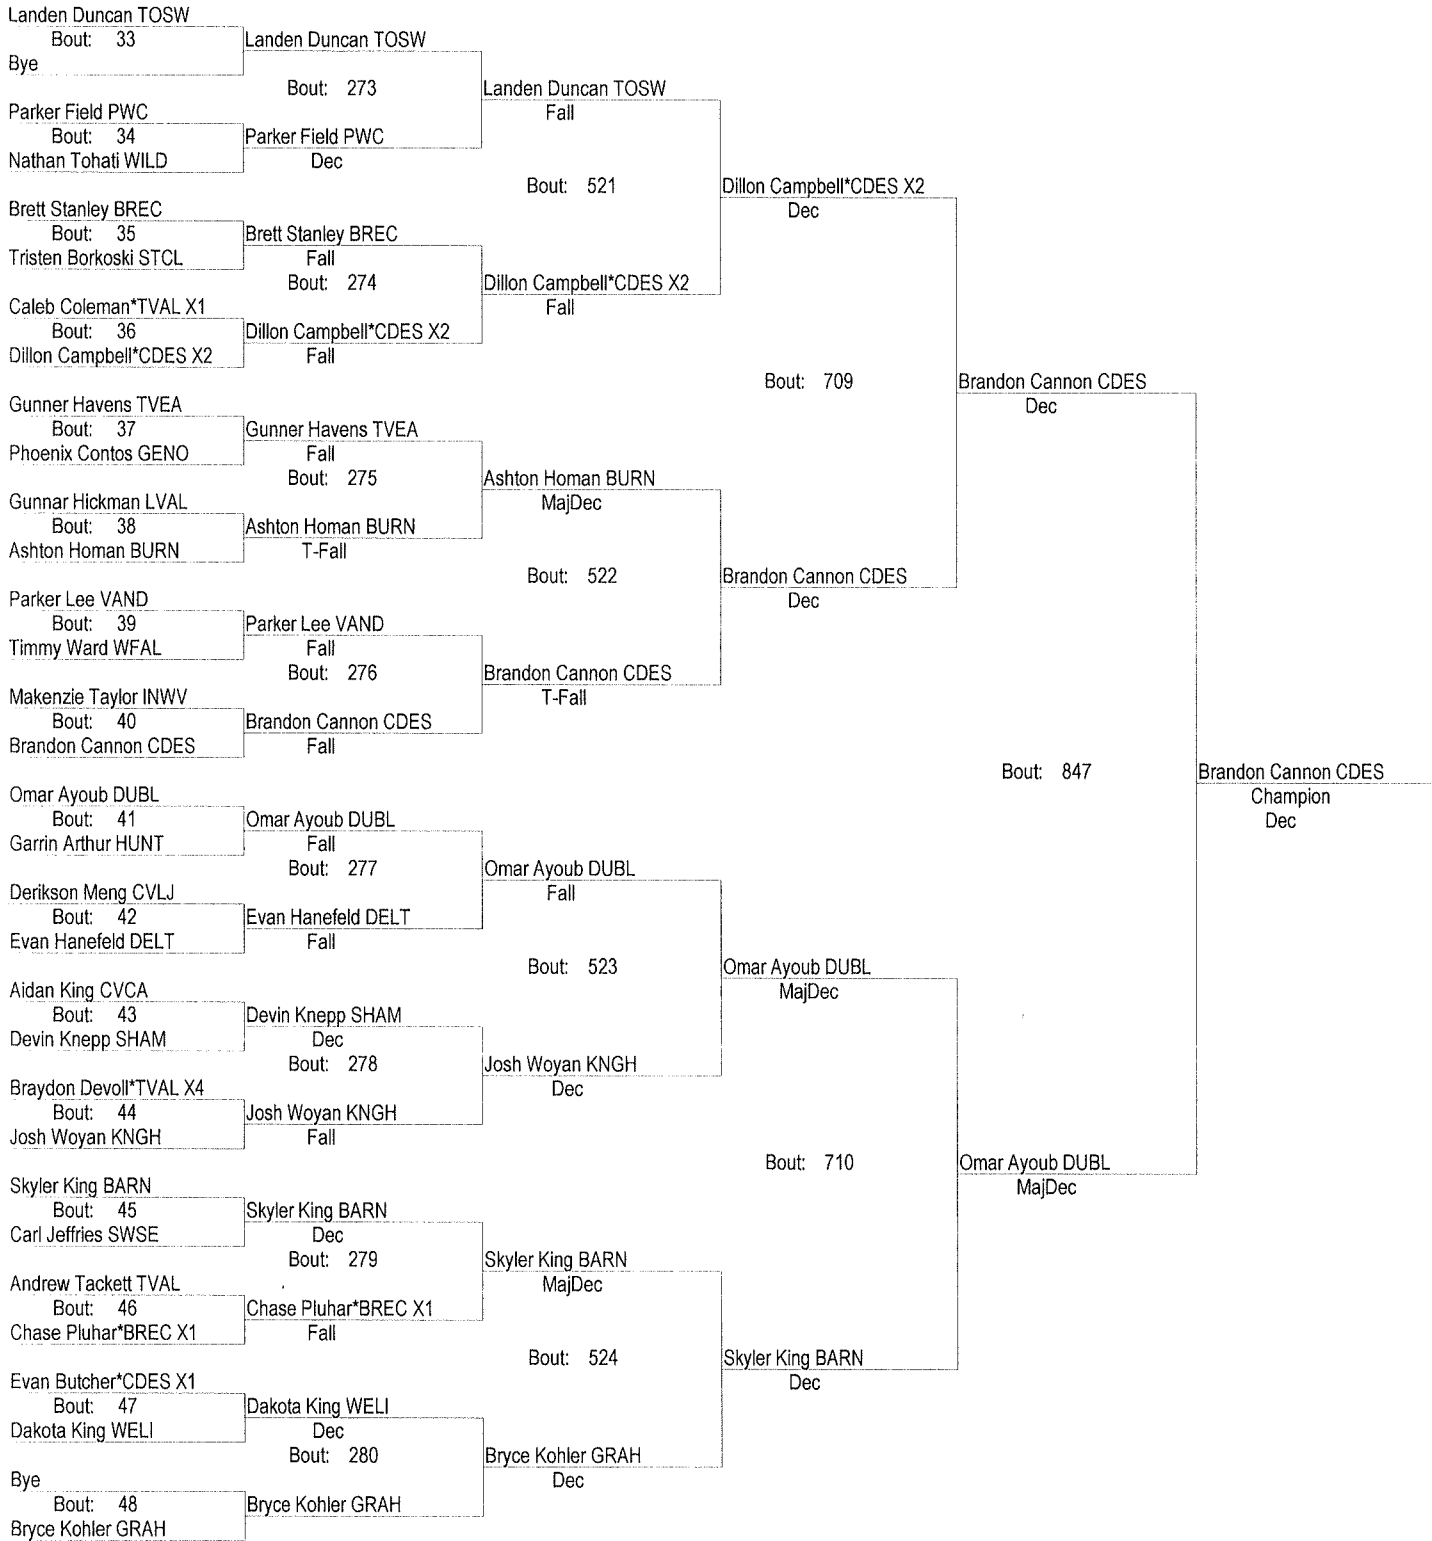 Landen Duncan TOSW
Bout: 33
Bye
Parker Field PWC
Bout: 34
Nathan Tohati WILD
Brett Stanley BREC
Bout: 35
Tristen Borkoski STCL
Caleb Coleman*TVAL X1
Bout: 36
Dillon Campbell*CDES X2
Gunner Havens TVEA
Bout: 37
Phoenix Contos GENO
Gunnar Hickman LVAL
Bout: 38
Ashton Homan BURN
Parker Lee VAND
Bout: 39
Timmy Ward WFAL
Makenzie Taylor INWV
Bout: 40
Brandon Cannon CDES
Omar Ayoub DUBL
Bout: 41
Garrin Arthur HUNT
Derikson Meng CVLJ
Bout: 42
Evan Hanefeld DELT
Aidan King CVCA
Bout: 43
Devin Knepp SHAM
Braydon Devoll*TVAL X4
Bout: 44
Josh Woyan KNGH
Skyler King BARN
Bout: 45
Carl Jeffries SWSE
Andrew Tackett TVAL
Bout: 46
Chase Pluhar*BREC X1
Evan Butcher*CDES X1
Bout: 47
Dakota King WELI
Bye
Bout: 48
Bryce Kohler GRAH
Landen Duncan TOSW
Bout: 273
Parker Field PWC
Dec
Brett Stanley BREC
Fall
Bout: 274
Dillon Campbell*CDES X2
Fall
Gunner Havens TVEA
Fall
Bout: 275
Ashton Homan BURN
T-Fall
Parker Lee VAND
Fall
Bout: 276
Brandon Cannon CDES
Fall
Omar Ayoub DUBL
Fall
Bout: 277
Evan Hanefeld DELT
Fall
Devin Knepp SHAM
Dec
Bout: 278
Josh Woyan KNGH
Fall
Skyler King BARN
Dec
Bout: 279
Chase Pluhar*BREC X1
Fall
Dakota King WELI
Dec
Bout: 280
Bryce Kohler GRAH
Landen Duncan TOSW
Fall
Bout: 521
Dillon Campbell*CDES X2
Fall
Ashton Homan BURN
MajDec
Bout: 522
Brandon Cannon CDES
T-Fall
Omar Ayoub DUBL
Fall
Bout: 523
Josh Woyan KNGH
Dec
Skyler King BARN
MajDec
Bout: 524
Bryce Kohler GRAH
Dec
Dillon Campbell*CDES X2
Dec
Bout: 709
Brandon Cannon CDES
Dec
Omar Ayoub DUBL
MajDec
Bout: 710
Skyler King BARN
Dec
Brandon Cannon CDES
Dec
Bout: 847
Omar Ayoub DUBL
MajDec
Brandon Cannon CDES
Champion
Dec